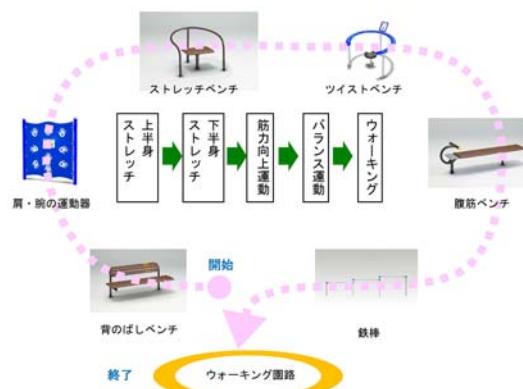 ストレッチベンチ
ツイストベンチ
上半身
ストレッチ
下半身
ストレッチ
筋力向上運動
バランス運動
ウォーキング
肩・腕の運動器
腹筋ベンチ
開始
背のばしベンチ
鉄棒
終了
ウォーキング園路